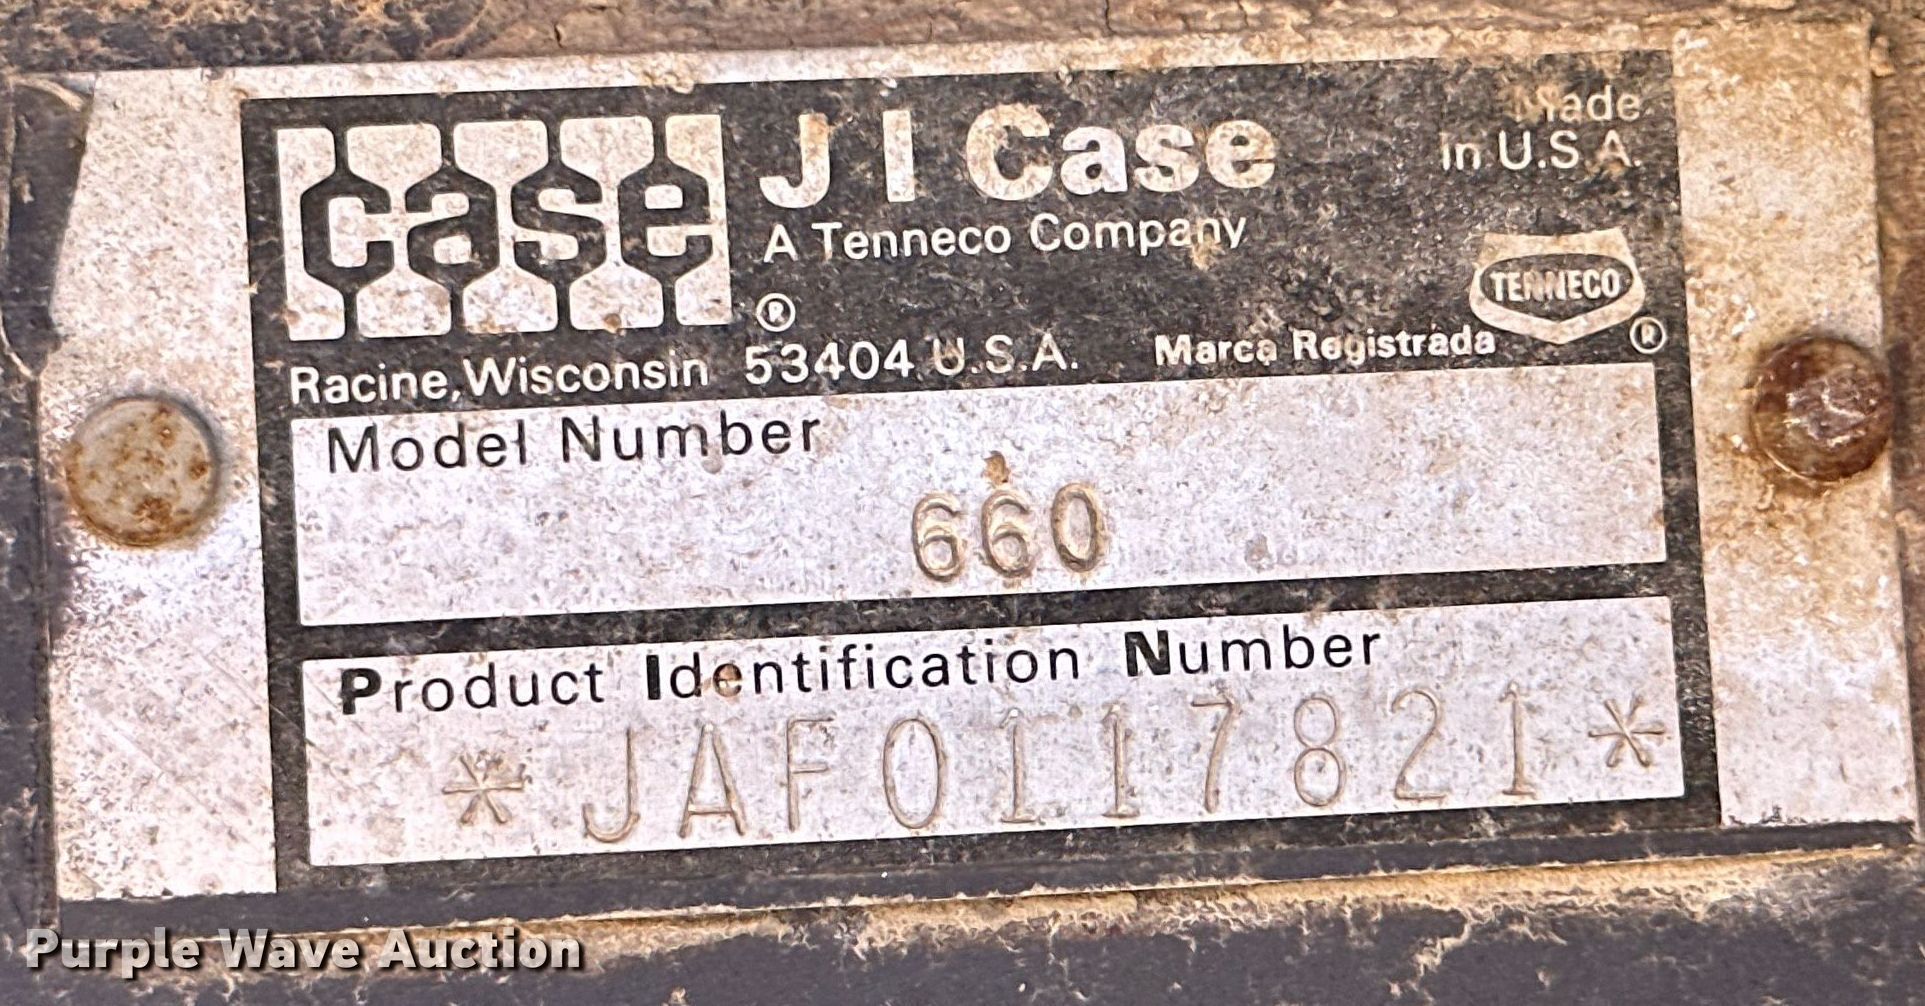 case
J I Case
Made
in U.S.A.
A Tenneco Company
TENNECO
®
®
Racine, Wisconsin 53404 U.S.A. Marca Registrada
Model Number
660
Product Identification Number
*JAF0117821*
Purple Wave Auction